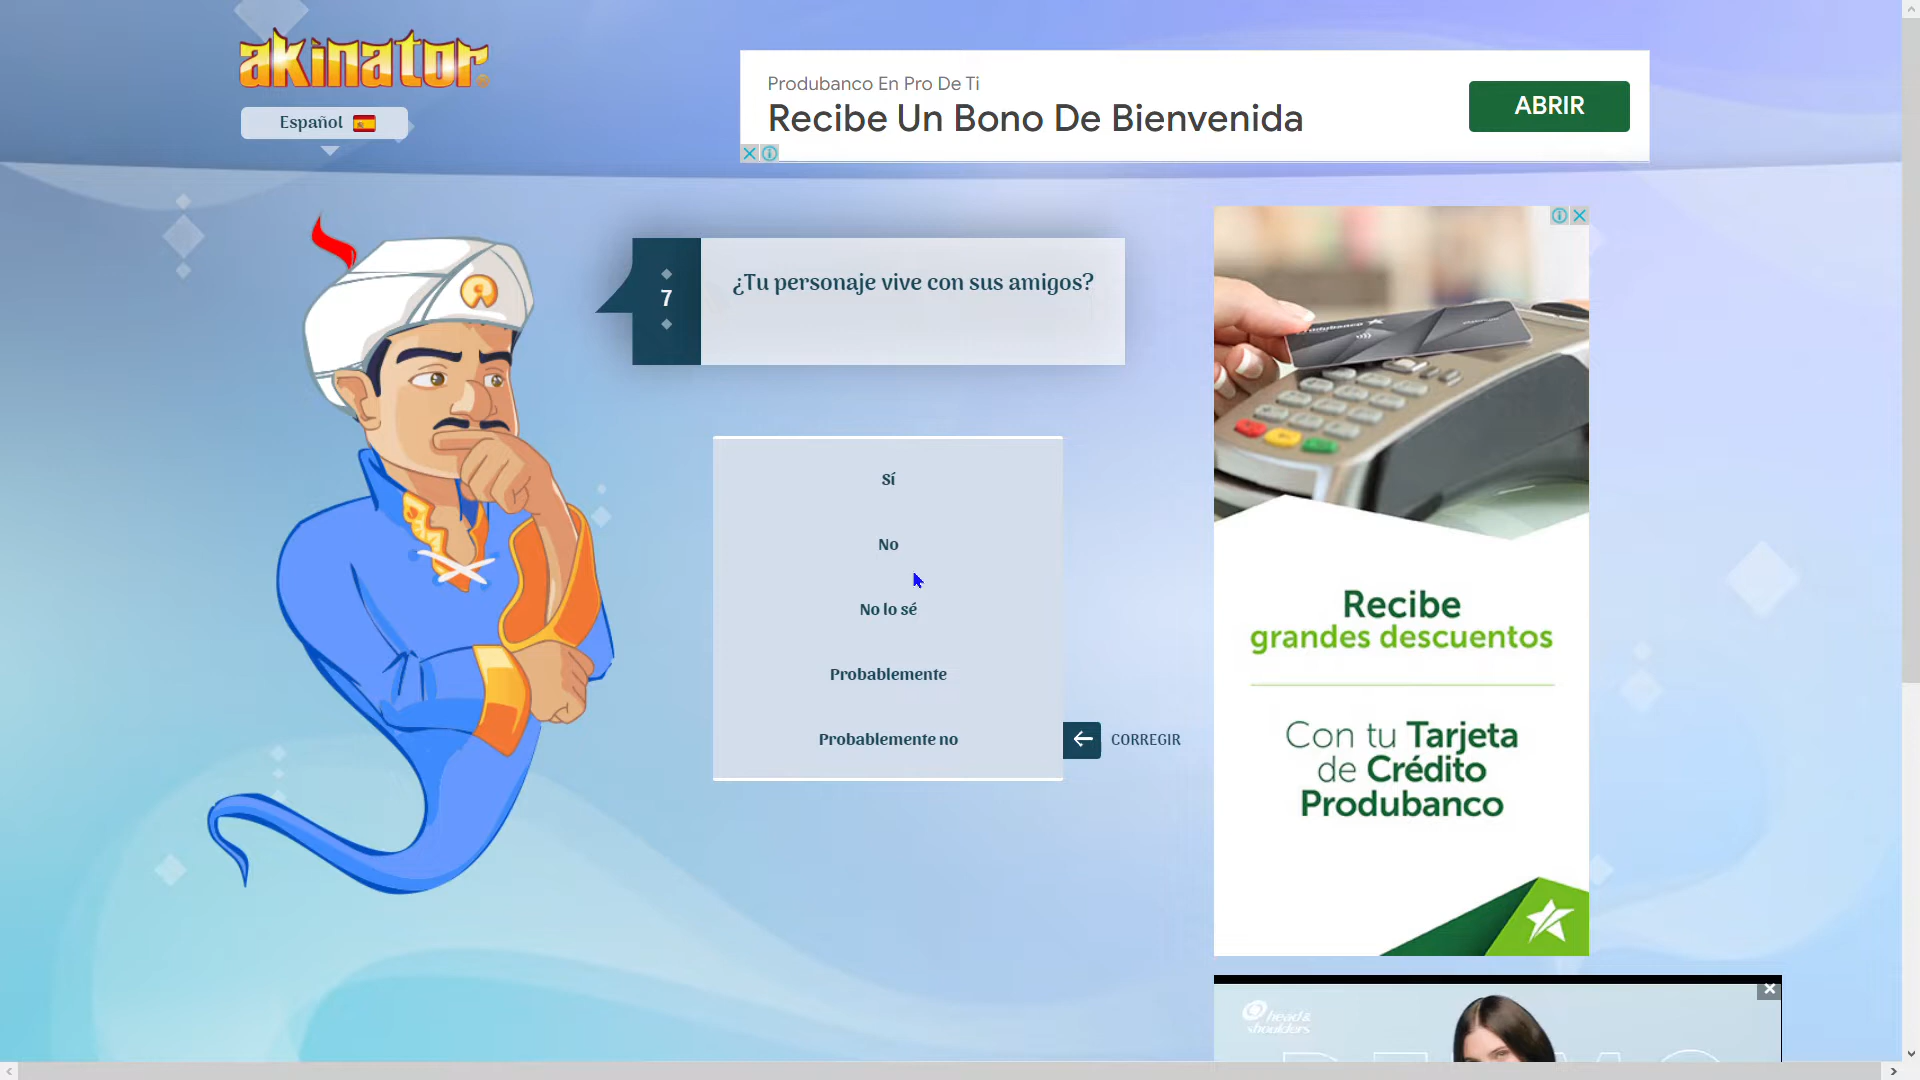 akinator
Español
Produbanco En Pro De Ti
Recibe Un Bono De Bienvenida
ABRIR
7
¿Tu personaje vive con sus amigos?
Sí
No
No lo sé
Probablemente
Probablemente no
CORREGIR
Produbanco
Recibe
grandes descuentos
Con tu Tarjeta
de Crédito
Produbanco
head&
shoulders